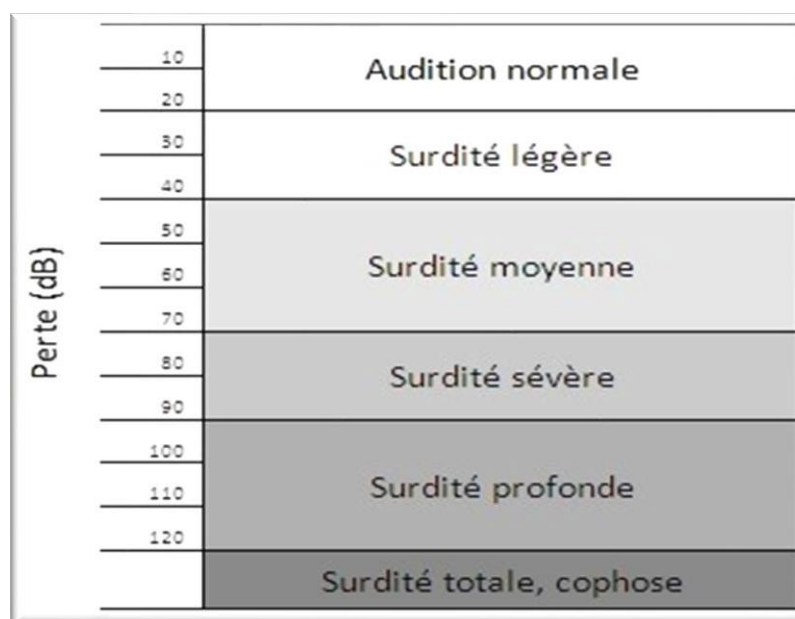 Perte (dB)
10
Audition normale
20
30
Surdité légère
40
50
Surdité moyenne
60
70
80
Surdité sévère
90
100
Surdité profonde
110
120
Surdité totale, cophose